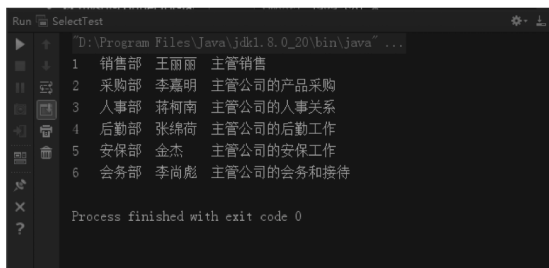 Run SelectTest
"D:\Program Files\Java\jdk1.8.0_20\bin\java" ...
1 销售部 王丽丽 主管销售
2 采购部 李嘉明 主管公司的产品采购
3 人事部 蒋柯南 主管公司的人事关系
4 后勤部 张绵荷 主管公司的后勤工作
5 安保部 金杰 主管公司的安保工作
6 会务部 李尚彪 主管公司的会务和接待
Process finished with exit code 0